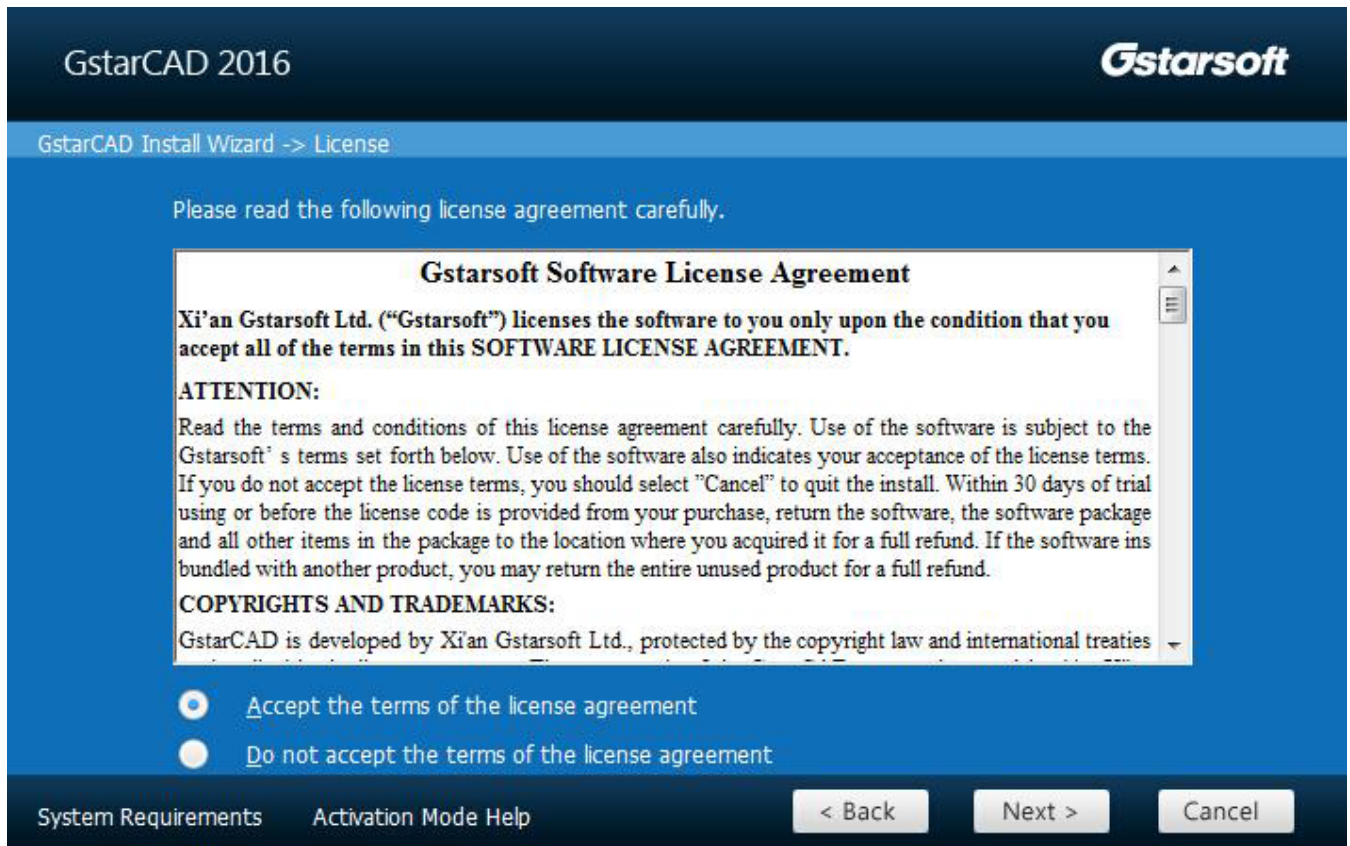 GstarCAD 2016
Gstarsoft
GstarCAD Install Wizard -> License
Please read the following license agreement carefully.
Gstarsoft Software License Agreement
Xi’an Gstarsoft Ltd. (“Gstarsoft”) licenses the software to you only upon the condition that you
accept all of the terms in this SOFTWARE LICENSE AGREEMENT.
ATTENTION:
Read the terms and conditions of this license agreement carefully. Use of the software is subject to the
Gstarsoft’ s terms set forth below. Use of the software also indicates your acceptance of the license terms.
If you do not accept the license terms, you should select ”Cancel” to quit the install. Within 30 days of trial
using or before the license code is provided from your purchase, return the software, the software package
and all other items in the package to the location where you acquired it for a full refund. If the software ins
bundled with another product, you may return the entire unused product for a full refund.
COPYRIGHTS AND TRADEMARKS:
GstarCAD is developed by Xi'an Gstarsoft Ltd., protected by the copyright law and international treaties
Accept the terms of the license agreement
Do not accept the terms of the license agreement
System Requirements
Activation Mode Help
< Back
Next >
Cancel